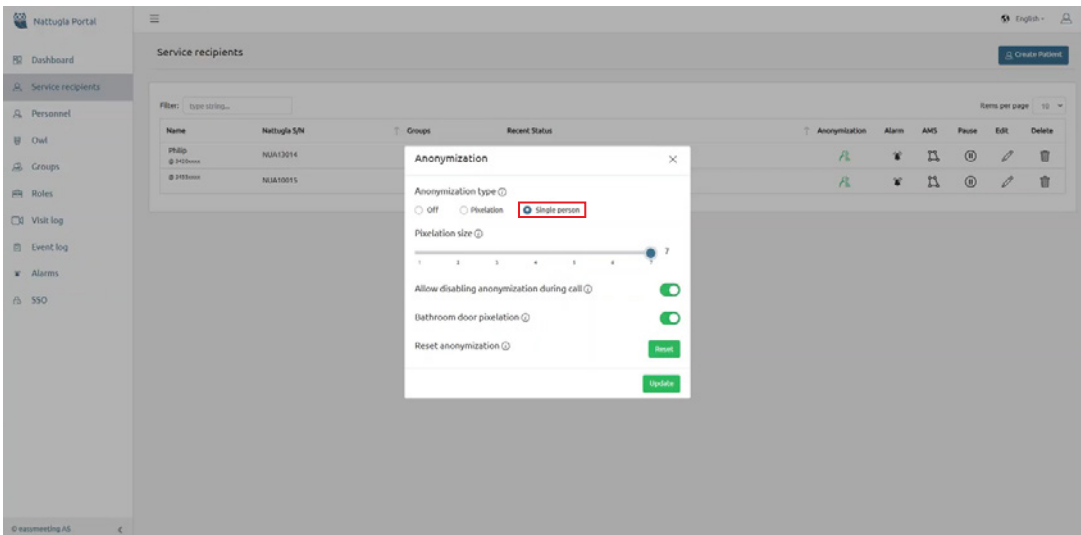 Nattugla Portal
English
Dashboard
Service recipients
Personnel
Owl
Groups
Roles
Visit log
Event log
Alarms
SSO
© easymeeting AS
Service recipients
Create Patient
Filter: type string...
Items per page 10
Name Nattugla S/N Groups Recent Status Anonymization Alarm AMS Pause Edit Delete
Philip
NUA13014
NUA10015
Anonymization
Anonymization type
Off Pixelation Single person
Pixelation size
7
1 2 3 4 5 6 7
Allow disabling anonymization during call
Bathroom door pixelation
Reset anonymization Reset
Update